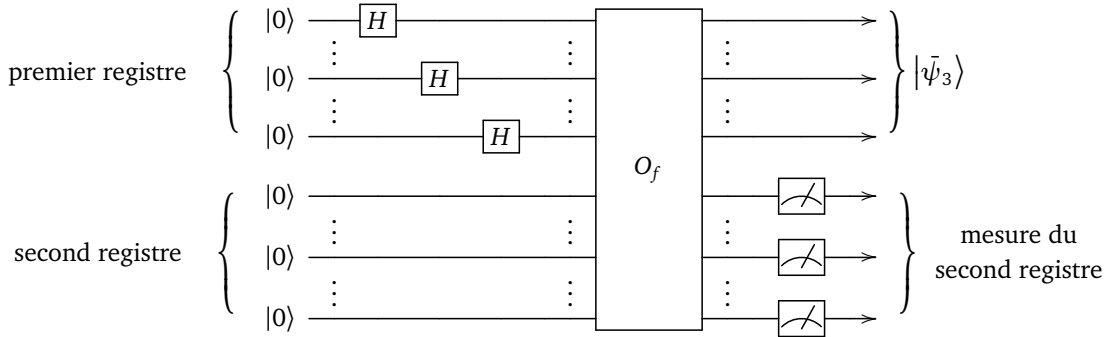 |0⟩ H
|0⟩ H
|0⟩ H
premier registre
|ψ̄₃⟩
O_f
|0⟩
|0⟩
|0⟩
second registre
mesure du
second registre